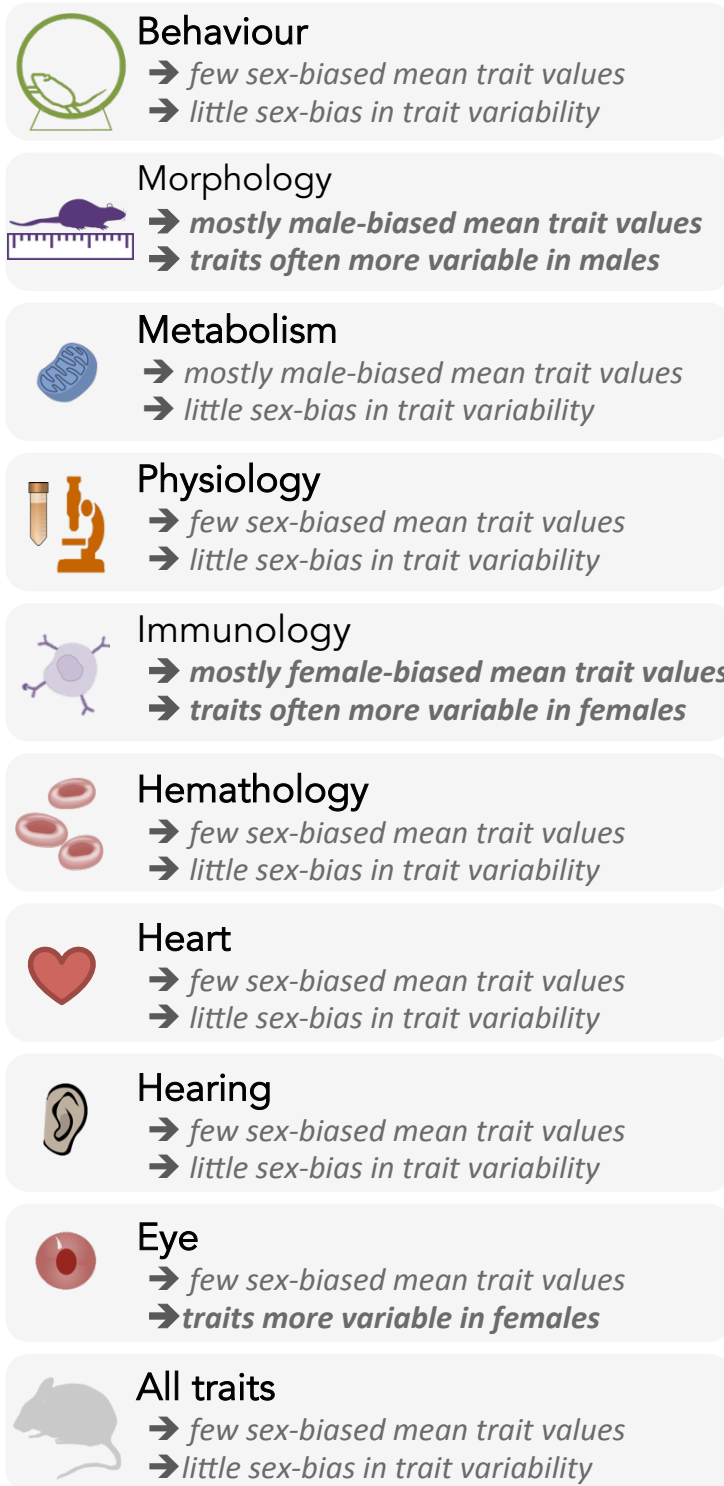 Behaviour
➔ few sex-biased mean trait values
➔ little sex-bias in trait variability
Morphology
➔ mostly male-biased mean trait values
➔ traits often more variable in males
Metabolism
➔ mostly male-biased mean trait values
➔ little sex-bias in trait variability
Physiology
➔ few sex-biased mean trait values
➔ little sex-bias in trait variability
Immunology
➔ mostly female-biased mean trait values
➔ traits often more variable in females
Hemathology
➔ few sex-biased mean trait values
➔ little sex-bias in trait variability
Heart
➔ few sex-biased mean trait values
➔ little sex-bias in trait variability
Hearing
➔ few sex-biased mean trait values
➔ little sex-bias in trait variability
Eye
➔ few sex-biased mean trait values
➔traits more variable in females
All traits
➔ few sex-biased mean trait values
➔little sex-bias in trait variability